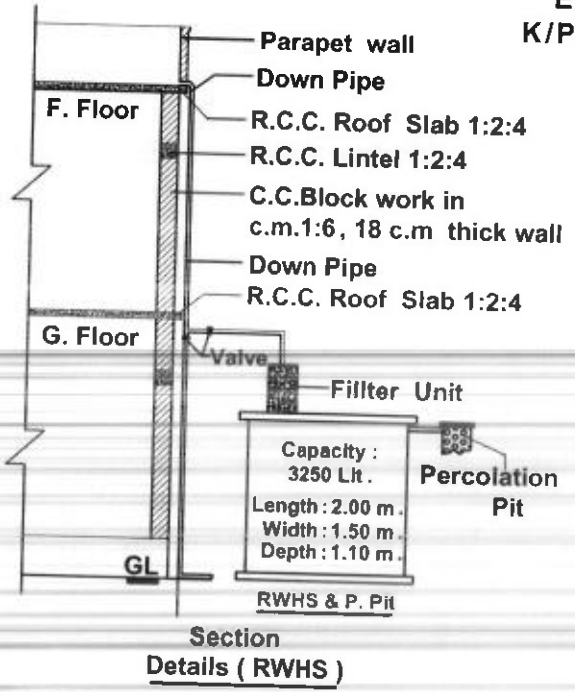 E
K/P
Parapet wall
Down Pipe
F. Floor
R.C.C. Roof Slab 1:2:4
R.C.C. Lintel 1:2:4
C.C.Block work in
c.m.1:6, 18 c.m thick wall
Down Pipe
R.C.C. Roof Slab 1:2:4
G. Floor
Valve
Fillter Unit
Capacity :
3250 Lit .
Length : 2.00 m .
Width : 1.50 m .
Depth : 1.10 m .
Percolation
Pit
GL
RWHS & P. Pit
Section
Details ( RWHS )